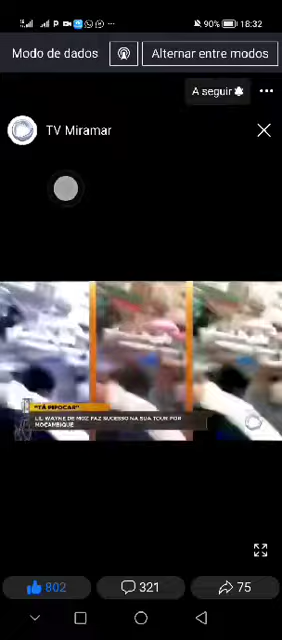 90% 18:32
Modo de dados
Alternar entre modos
A seguir
TV Miramar
"TÁ PIPOCAR"
LIL WAYNE DE MOZ FAZ SUCESSO NA SUA TOUR POR
MOÇAMBIQUE
802
321
75